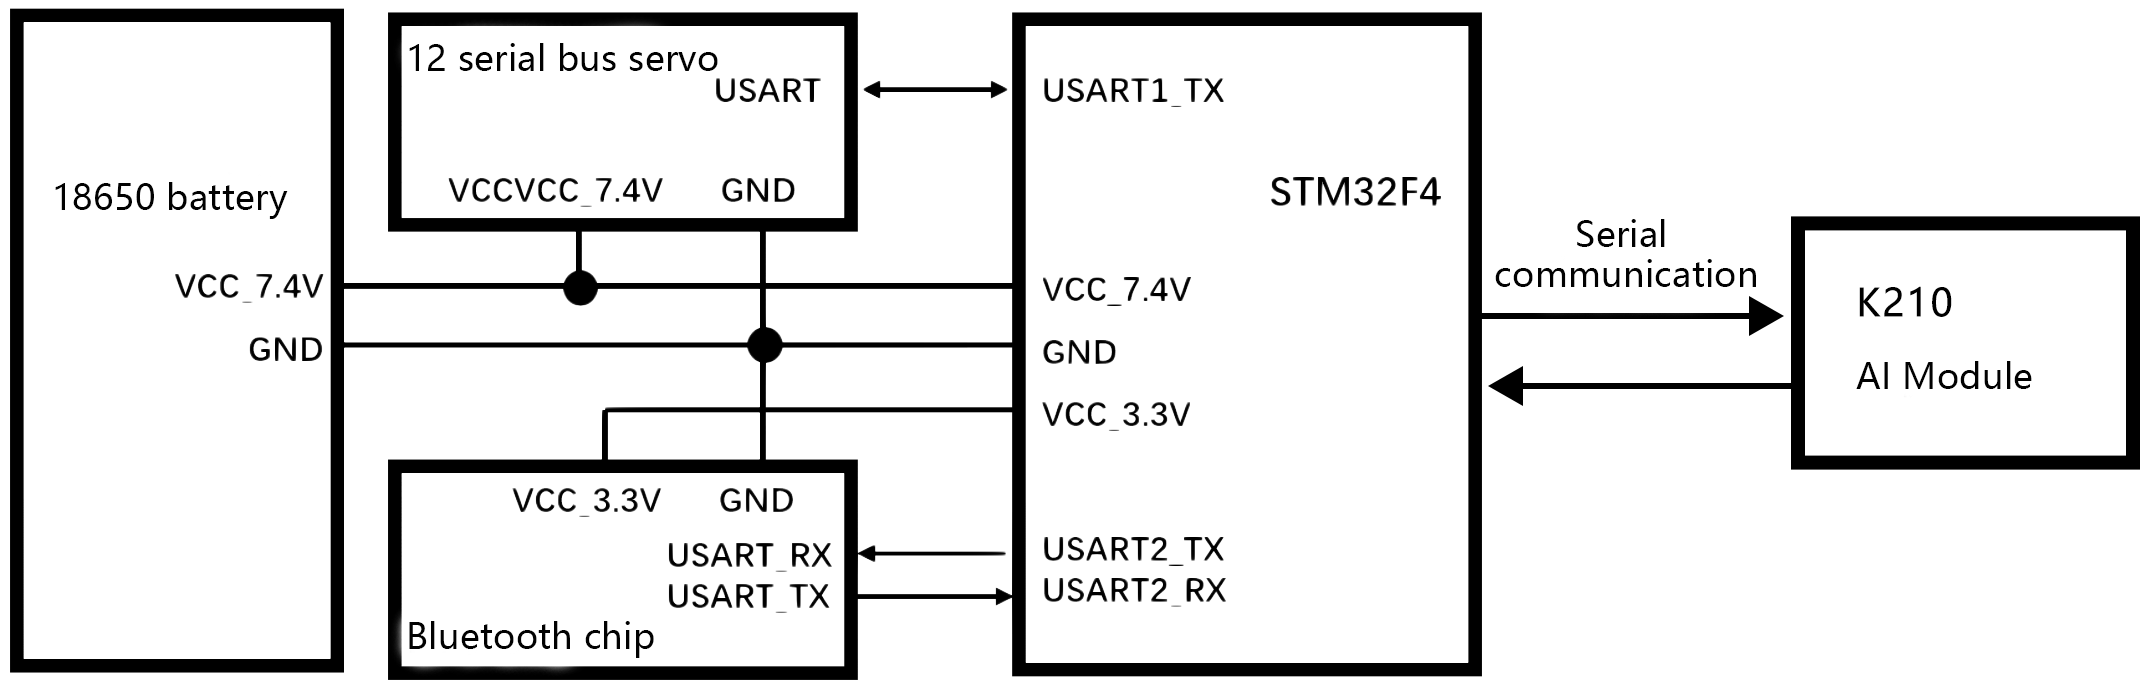 18650 battery
VCC_7.4V
GND
12 serial bus servo
USART
VCCVCC_7.4V GND
VCC_3.3V GND
USART_RX
USART_TX
Bluetooth chip
USART1_TX
STM32F4
VCC_7.4V
GND
VCC_3.3V
USART2_TX
USART2_RX
Serial
communication
K210
AI Module